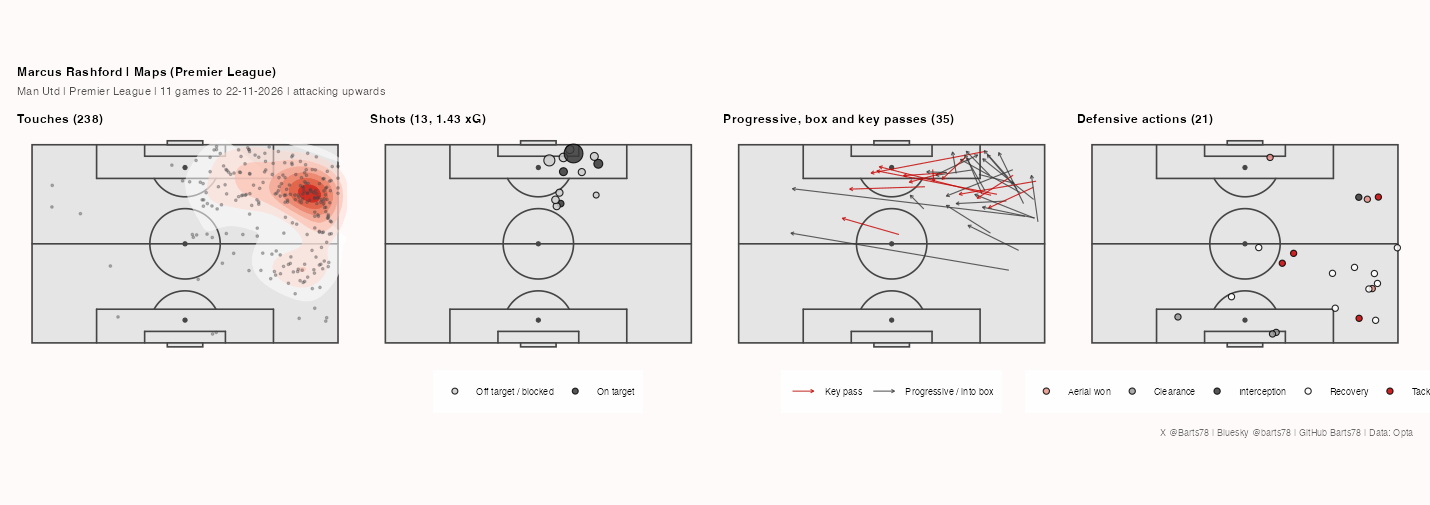 Marcus Rashford | Maps (Premier League)
Man Utd | Premier League | 11 games to 22-11-2026 | attacking upwards
Touches (238)
Shots (13, 1.43 xG)
Progressive, box and key passes (35)
Defensive actions (21)
Off target / blocked
On target
Key pass
Progressive / into box
Aerial won
Clearance
Interception
Recovery
Tack
X @Barts78 | Bluesky @barts78 | GitHub Barts78 | Data: Opta